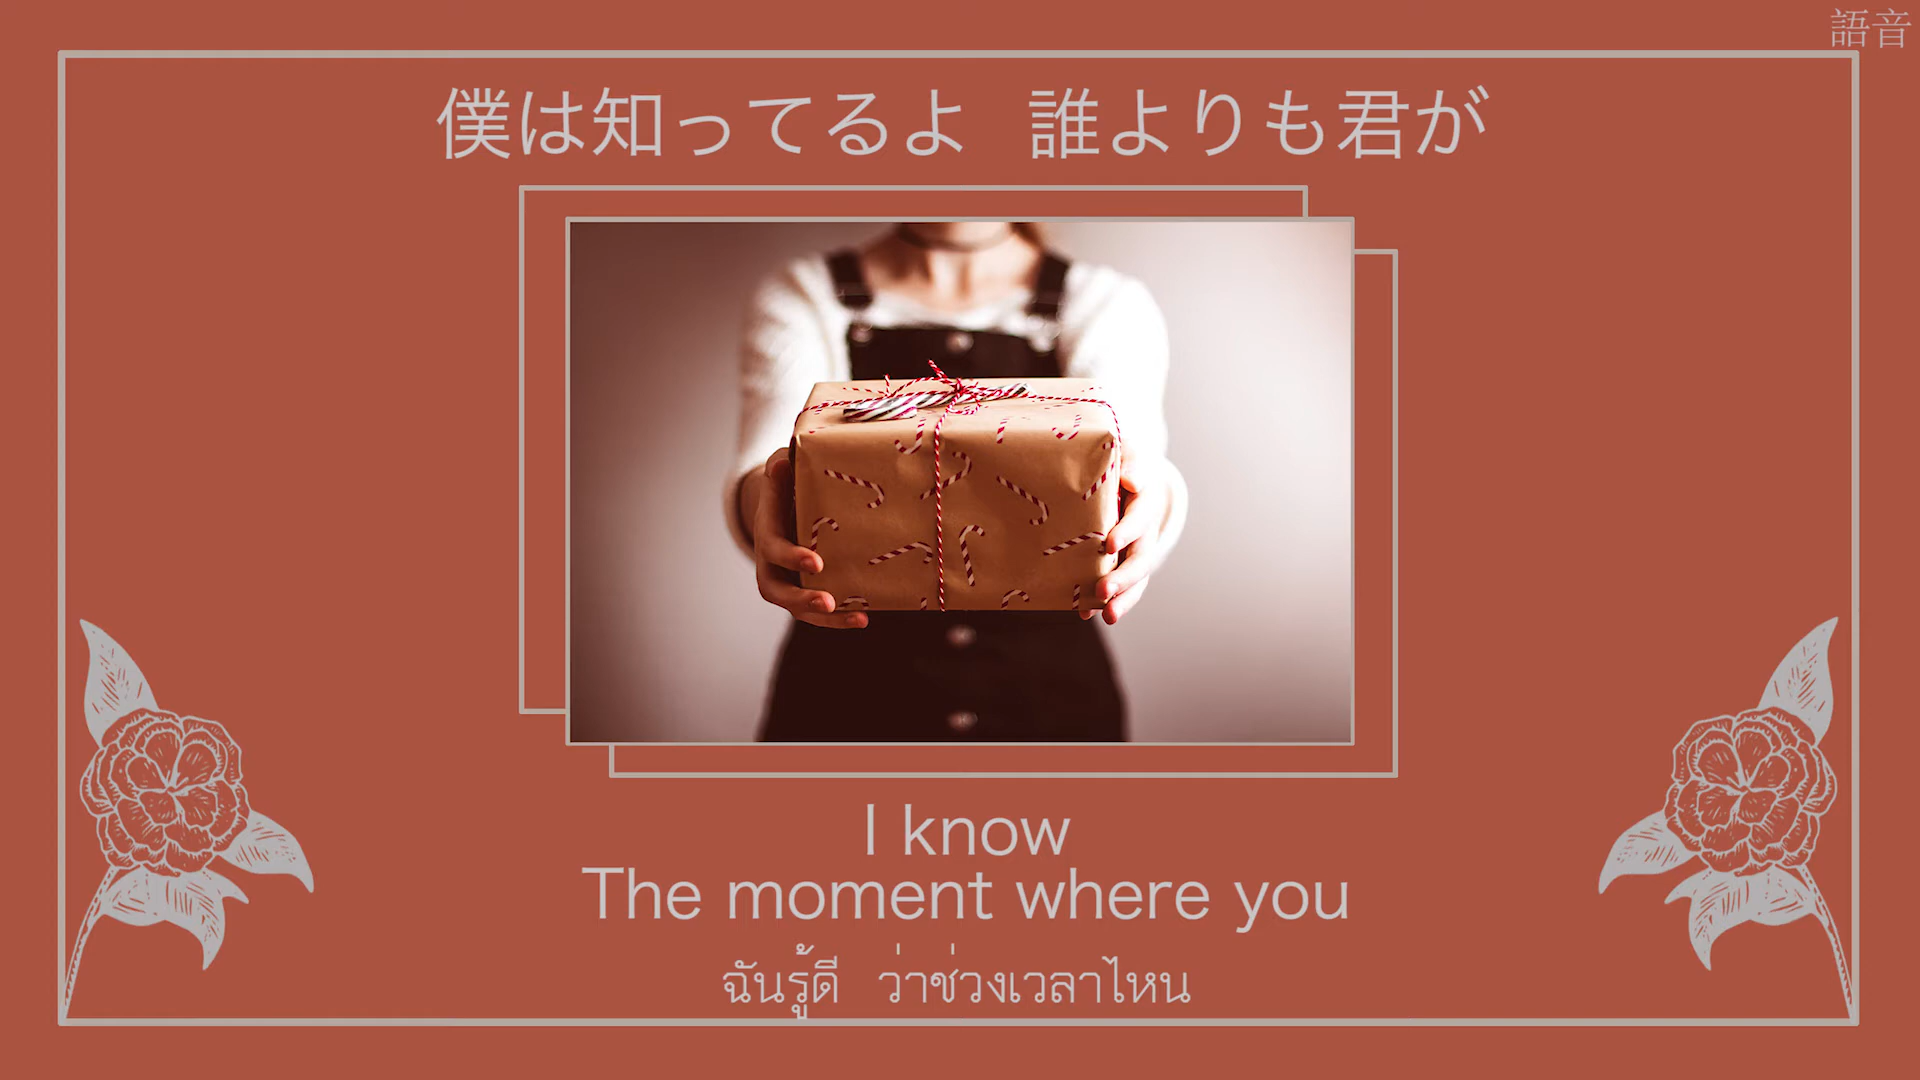 語音
僕は知ってるよ 誰よりも君が
I know
The moment where you
ฉันรู้ดี ว่าช่วงเวลาไหน